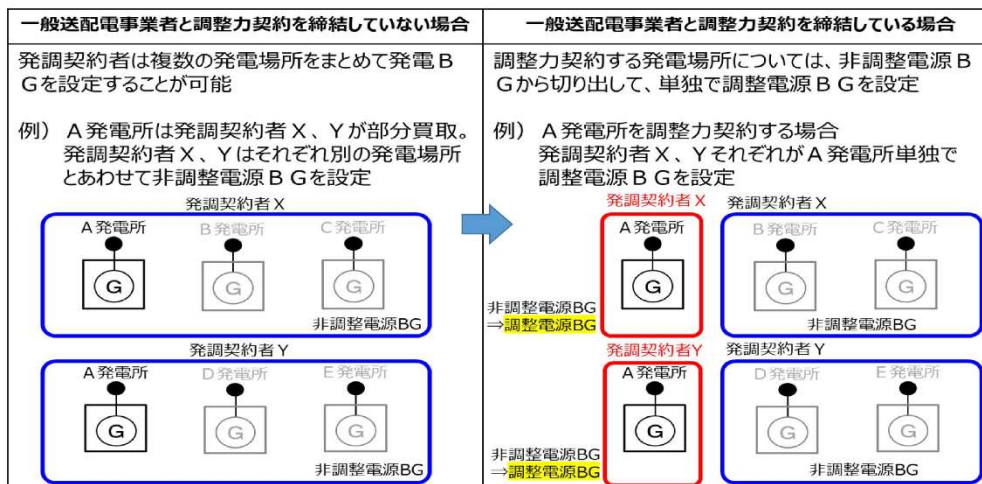 一般送配電事業者と調整力契約を締結していない場合
発調契約者は複数の発電場所をまとめて発電B
Gを設定することが可能
例） A発電所は発調契約者X、Yが部分買取。
発調契約者X、Yはそれぞれ別の発電場所
とあわせて非調整電源BGを設定
発調契約者X
A発電所 B発電所 C発電所
G G G
非調整電源BG
発調契約者Y
A発電所 D発電所 E発電所
G G G
非調整電源BG
一般送配電事業者と調整力契約を締結している場合
調整力契約する発電場所については、非調整電源B
Gから切り出して、単独で調整電源BGを設定
例） A発電所を調整力契約する場合
発調契約者X、YそれぞれがA発電所単独で
調整電源BGを設定
発調契約者X 発調契約者X
A発電所 B発電所 C発電所
G G G
非調整電源BG
⇒調整電源BG
非調整電源BG
発調契約者Y 発調契約者Y
A発電所 D発電所 E発電所
G G G
非調整電源BG
⇒調整電源BG
非調整電源BG